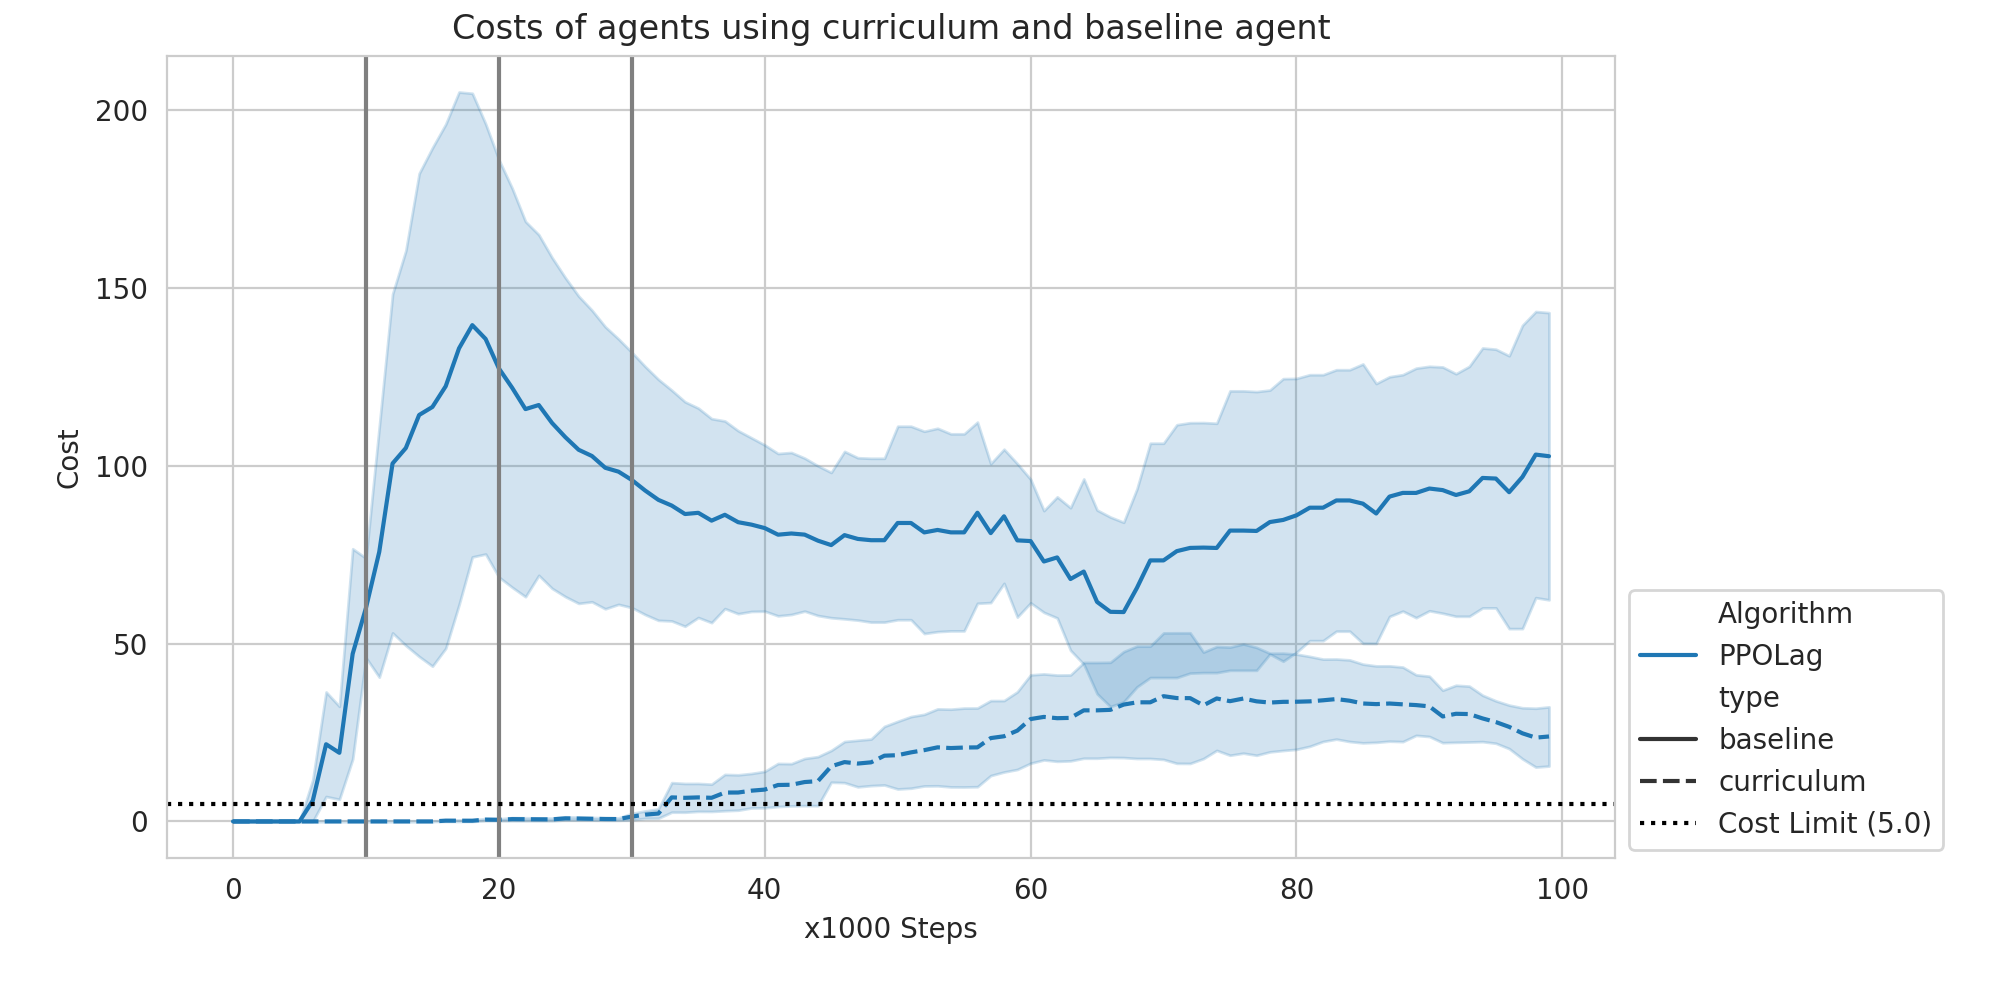 Costs of agents using curriculum and baseline agent
200
150
100
50
0
Cost
0 20 40 60 80 100
x1000 Steps
Algorithm
PPOLag
type
baseline
curriculum
Cost Limit (5.0)